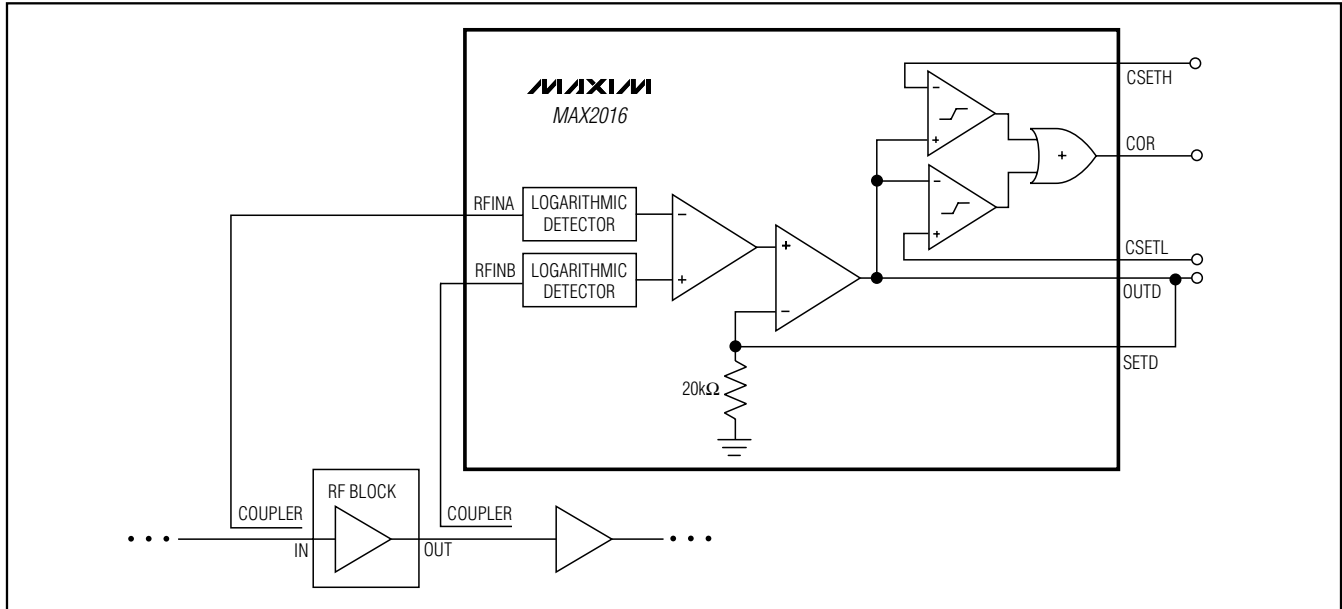 MAXIM
MAX2016
CSETH
COR
CSETL
OUTD
SETD
RFINA
LOGARITHMIC
DETECTOR
RFINB
LOGARITHMIC
DETECTOR
-
+
+
-
-
+
-
+
+
20kΩ
RF BLOCK
COUPLER
COUPLER
IN
OUT